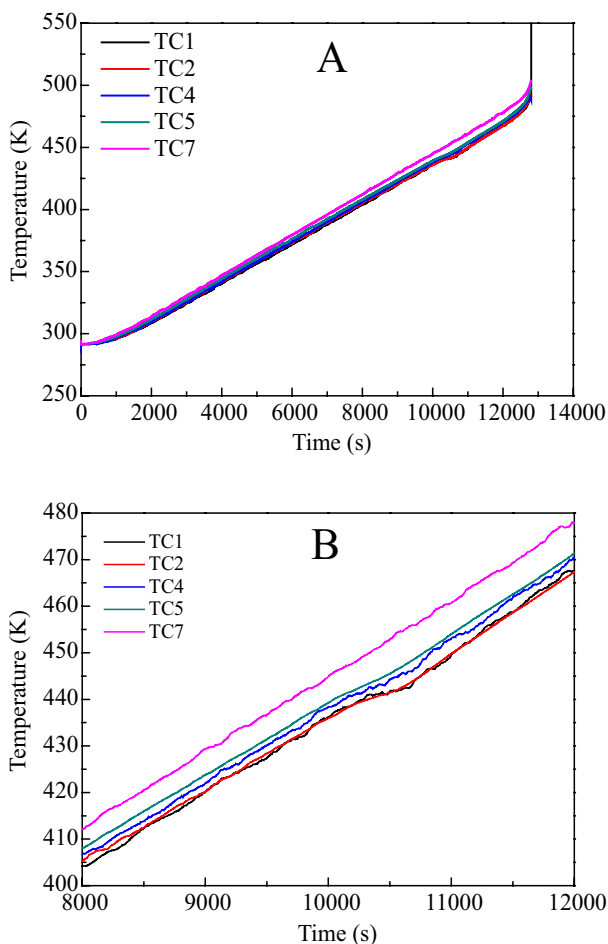 550
500
450
400
350
300
250
Temperature (K)
TC1
TC2
TC4
TC5
TC7
A
0 2000 4000 6000 8000 10000 12000 14000
Time (s)
480
470
460
450
440
430
420
410
400
Temperature (K)
TC1
TC2
TC4
TC5
TC7
B
8000 9000 10000 11000 12000
Time (s)